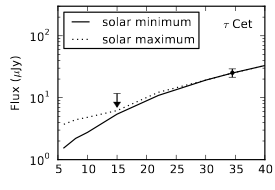 10²
solar minimum
τ Cet
solar maximum
Flux (μJy)
10¹
10⁰
5 10 15 20 25 30 35 40